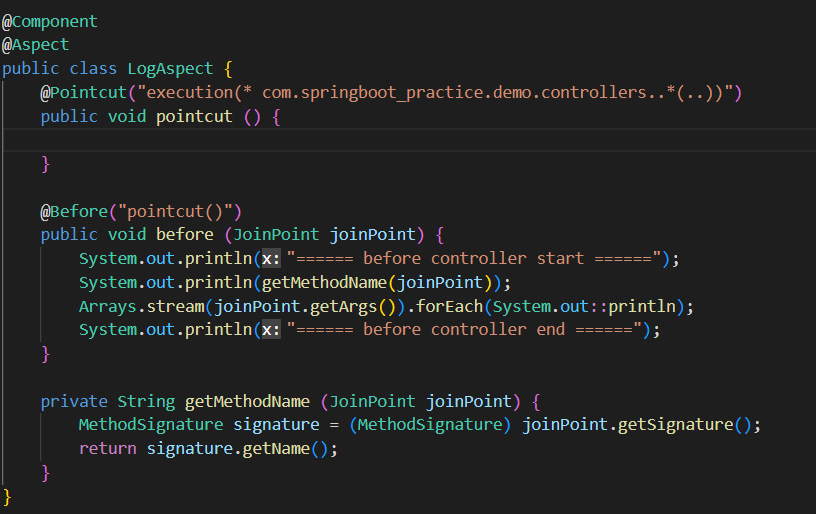 @Component
@Aspect
public class LogAspect {
@Pointcut("execution(* com.springboot_practice.demo.controllers..*(..))")
public void pointcut () {
}
@Before("pointcut()")
public void before (JoinPoint joinPoint) {
System.out.println(x: "====== before controller start ======");
System.out.println(getMethodName(joinPoint));
Arrays.stream(joinPoint.getArgs()).forEach(System.out::println);
System.out.println(x: "====== before controller end ======");
}
private String getMethodName (JoinPoint joinPoint) {
MethodSignature signature = (MethodSignature) joinPoint.getSignature();
return signature.getName();
}
}